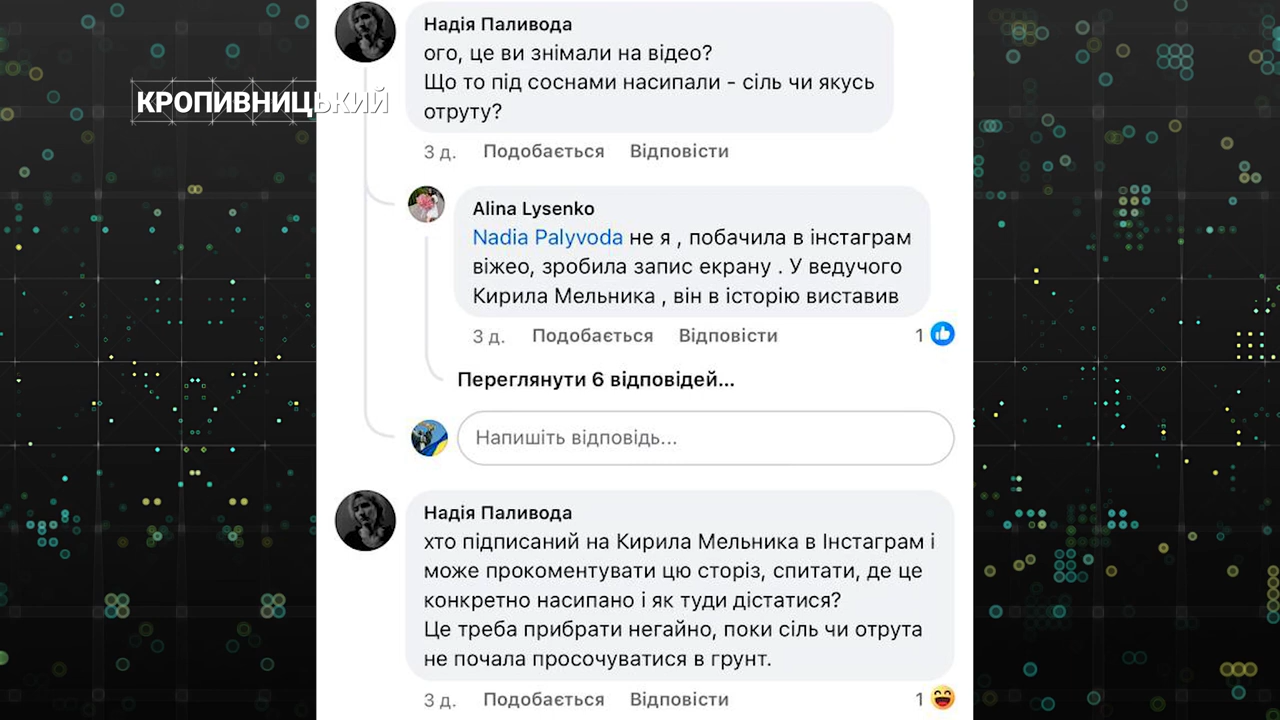 КРОПИВНИЦЬКИЙ
Надія Паливода
ого, це ви знімали на відео?
Що то під соснами насипали - сіль чи якусь
отруту?
3 д. Подобається Відповісти
Alina Lysenko
Nadia Palyvoda не я , побачила в інстаграм
віжео, зробила запис екрану . У ведучого
Кирила Мельника , він в історію виставив
3 д. Подобається Відповісти 1
Переглянути 6 відповідей...
Напишіть відповідь...
Надія Паливода
хто підписаний на Кирила Мельника в Інстаграм і
може прокоментувати цю сторіз, спитати, де це
конкретно насипано і як туди дістатися?
Це треба прибрати негайно, поки сіль чи отрута
не почала просочуватися в грунт.
3 д. Подобається Відповісти 1